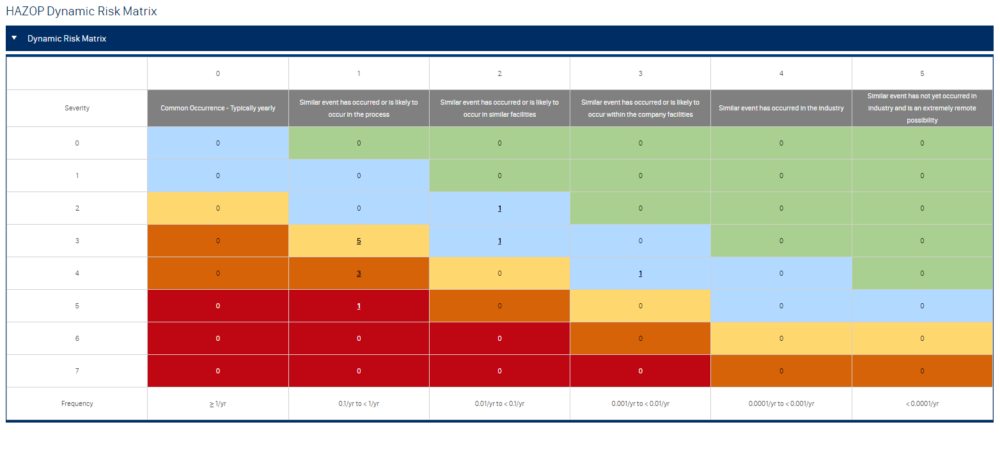 HAZOP Dynamic Risk Matrix
Dynamic Risk Matrix
0 1 2 3 4 5
Severity
Common Occurrence - Typically yearly
Similar event has occurred or is likely to
occur in the process
Similar event has occurred or is likely to
occur in similar facilities
Similar event has occurred or is likely to
occur within the company facilities
Similar event has occurred in the Industry
Similar event has not yet occurred in
industry and is an extremely remote
possibility
0 0 0 0 0 0 0
1 0 0 0 0 0 0
2 0 0 1 0 0 0
3 0 5 1 0 0 0
4 0 3 0 1 0 0
5 0 1 0 0 0 0
6 0 0 0 0 0 0
7 0 0 0 0 0 0
Frequency ≥ 1/yr 0.1/yr to < 1/yr 0.01/yr to < 0.1/yr 0.001/yr to < 0.01/yr 0.0001/yr to < 0.001/yr < 0.0001/yr